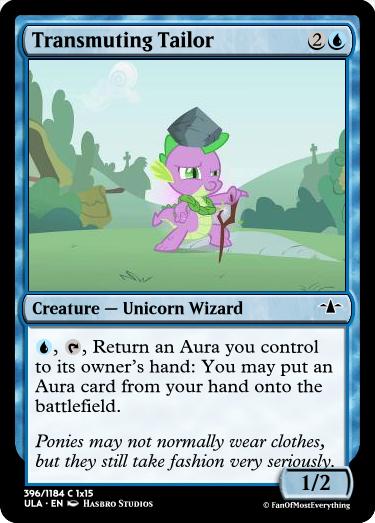 Transmuting Tailor 2
Creature — Unicorn Wizard
, , Return an Aura you control
to its owner's hand: You may put an
Aura card from your hand onto the
battlefield.
Ponies may not normally wear clothes,
but they still take fashion very seriously.
1/2
396/1184 C 1x15
ULA • EN Hasbro Studios
© FanOfMostEverything